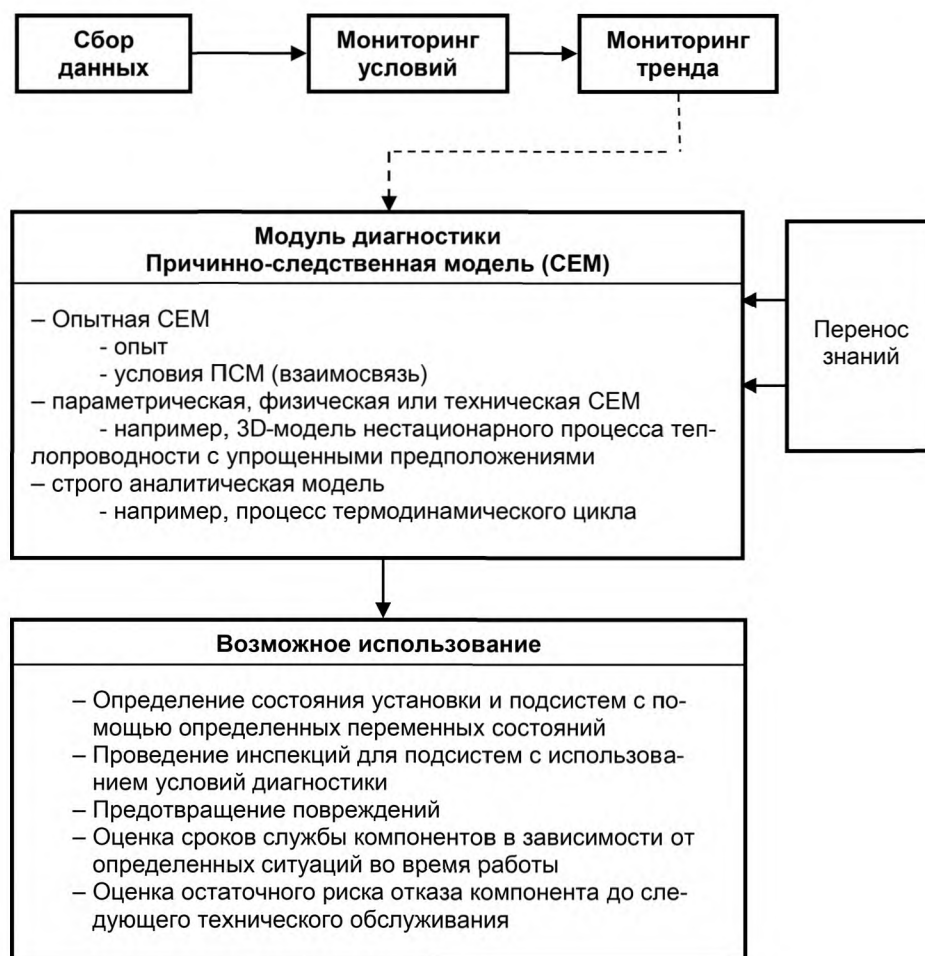 Сбор
данных
Мониторинг
условий
Мониторинг
тренда
Модуль диагностики
Причинно-следственная модель (СЕМ)
– Опытная СЕМ
- опыт
- условия ПСМ (взаимосвязь)
– параметрическая, физическая или техническая СЕМ
- например, 3D-модель нестационарного процесса теп-
лопроводности с упрощенными предположениями
– строго аналитическая модель
- например, процесс термодинамического цикла
Перенос
знаний
Возможное использование
– Определение состояния установки и подсистем с по-
мощью определенных переменных состояний
– Проведение инспекций для подсистем с использова-
нием условий диагностики
– Предотвращение повреждений
– Оценка сроков службы компонентов в зависимости от
определенных ситуаций во время работы
– Оценка остаточного риска отказа компонента до сле-
дующего технического обслуживания